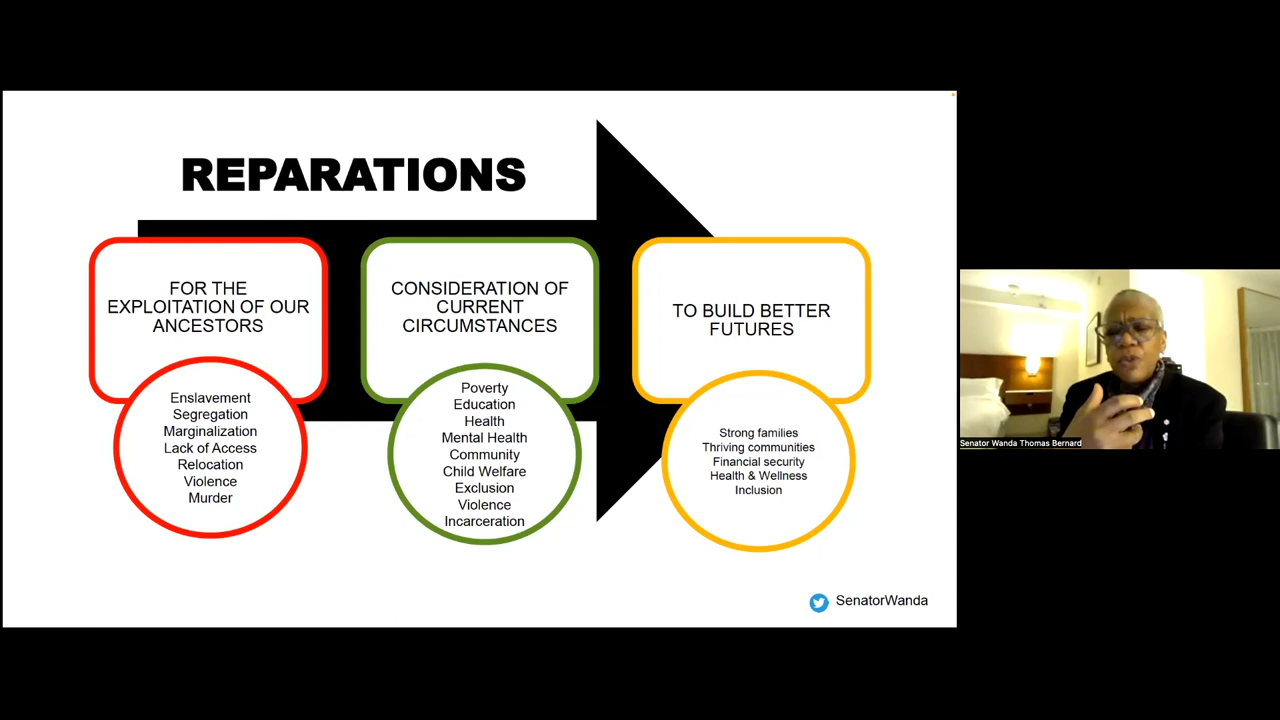 REPARATIONS
FOR THE
EXPLOITATION OF OUR
ANCESTORS
Enslavement
Segregation
Marginalization
Lack of Access
Relocation
Violence
Murder
CONSIDERATION OF
CURRENT
CIRCUMSTANCES
Poverty
Education
Health
Mental Health
Community
Child Welfare
Exclusion
Violence
Incarceration
TO BUILD BETTER
FUTURES
Strong families
Thriving communities
Financial security
Health & Wellness
Inclusion
SenatorWanda
Senator Wanda Thomas Bernard